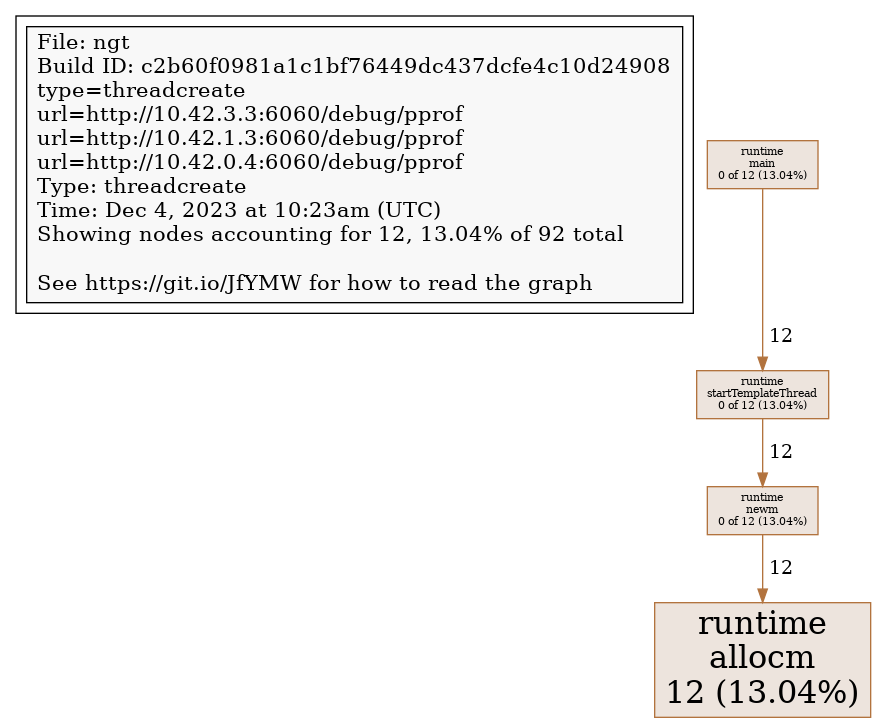 File: ngt
Build ID: c2b60f0981a1c1bf76449dc437dcfe4c10d24908
type=threadcreate
url=http://10.42.3.3:6060/debug/pprof
url=http://10.42.1.3:6060/debug/pprof
url=http://10.42.0.4:6060/debug/pprof
Type: threadcreate
Time: Dec 4, 2023 at 10:23am (UTC)
Showing nodes accounting for 12, 13.04% of 92 total
See https://git.io/JfYMW for how to read the graph
runtime
main
0 of 12 (13.04%)
12
runtime
startTemplateThread
0 of 12 (13.04%)
12
runtime
newm
0 of 12 (13.04%)
12
runtime
allocm
12 (13.04%)